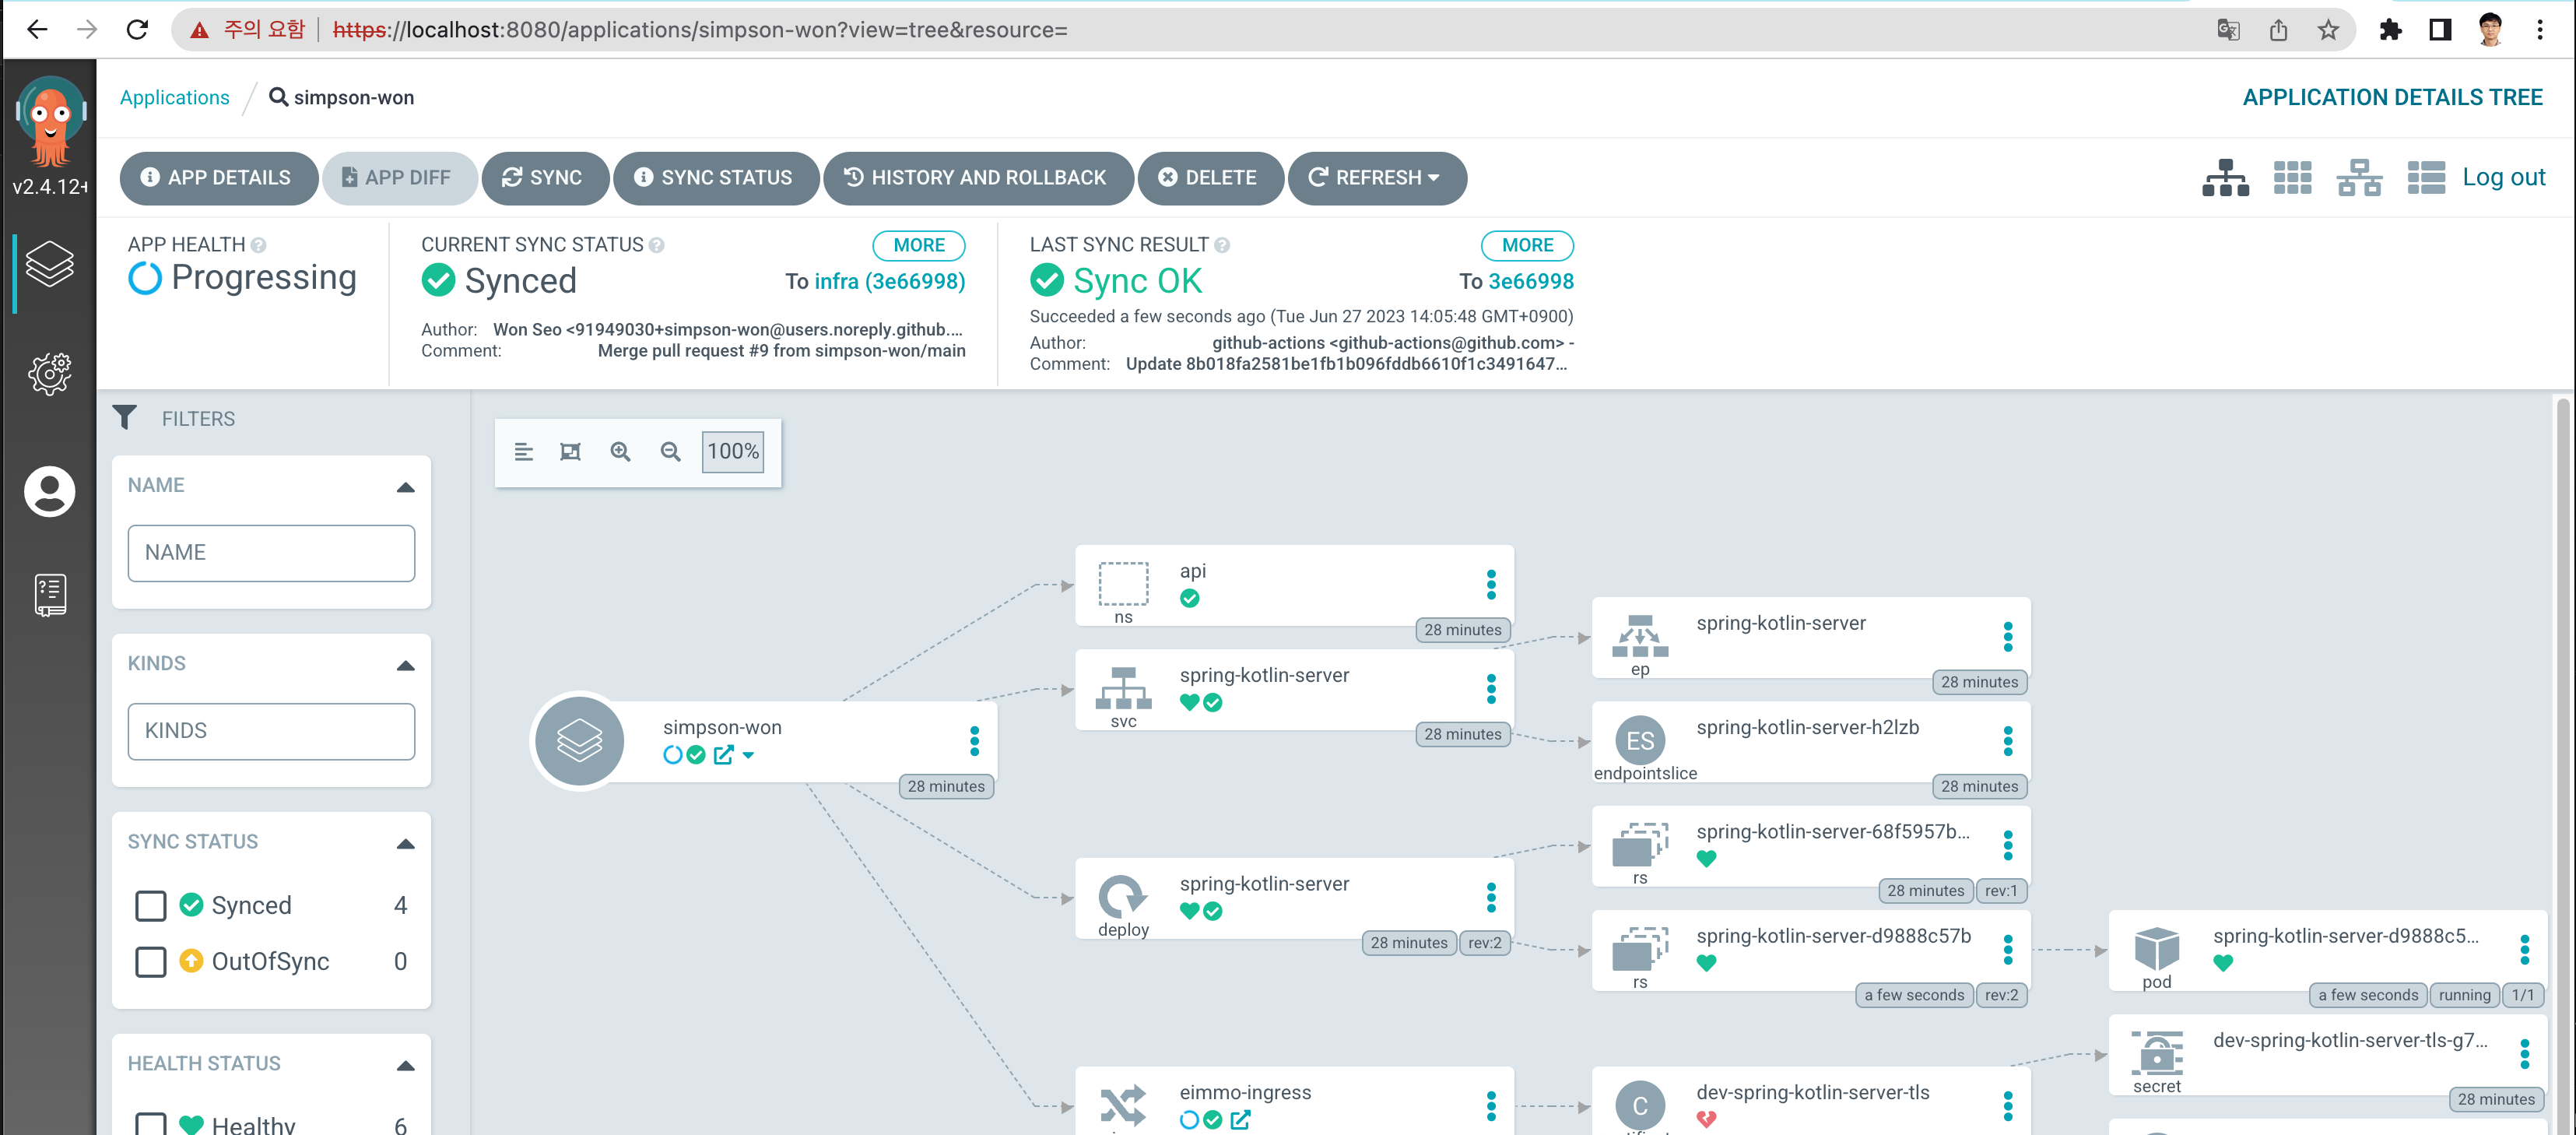 주의 요함 https://localhost:8080/applications/simpson-won?view=tree&resource=
v2.4.12+
Applications / simpson-won
APPLICATION DETAILS TREE
APP DETAILS
APP DIFF
SYNC
SYNC STATUS
HISTORY AND ROLLBACK
DELETE
REFRESH
Log out
APP HEALTH
Progressing
CURRENT SYNC STATUS
MORE
Synced
To infra (3e66998)
Author: Won Seo <91949030+simpson-won@users.noreply.github....
Comment: Merge pull request #9 from simpson-won/main
LAST SYNC RESULT
MORE
Sync OK
To 3e66998
Succeeded a few seconds ago (Tue Jun 27 2023 14:05:48 GMT+0900)
Author: github-actions <github-actions@github.com> -
Comment: Update 8b018fa2581be1fb1b096fddb6610f1c3491647...
FILTERS
NAME
NAME
KINDS
KINDS
SYNC STATUS
Synced 4
OutOfSync 0
HEALTH STATUS
Healthy 6
100%
simpson-won
28 minutes
api
ns
28 minutes
spring-kotlin-server
svc
28 minutes
spring-kotlin-server
deploy
28 minutes rev:2
eimmo-ingress
spring-kotlin-server
ep
28 minutes
ES
spring-kotlin-server-h2lzb
endpointslice
28 minutes
spring-kotlin-server-68f5957b...
rs
28 minutes rev:1
spring-kotlin-server-d9888c57b
rs
a few seconds rev:2
C
dev-spring-kotlin-server-tls
spring-kotlin-server-d9888c5...
pod
a few seconds running 1/1
dev-spring-kotlin-server-tls-g7...
secret
28 minutes